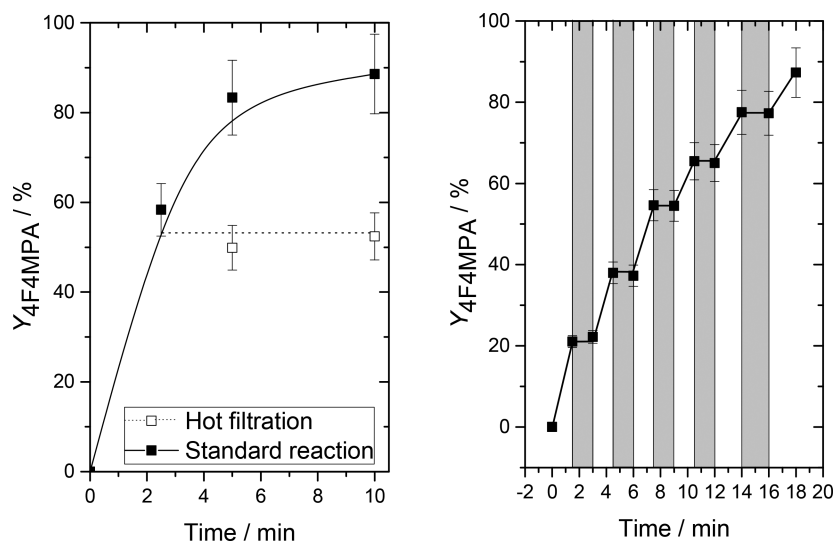 100
80
60
40
20
0
Y4F4MPA / %
0 2 4 6 8 10
Time / min
Hot filtration
Standard reaction
100
80
60
40
20
0
Y4F4MPA / %
-2 0 2 4 6 8 10 12 14 16 18 20
Time / min